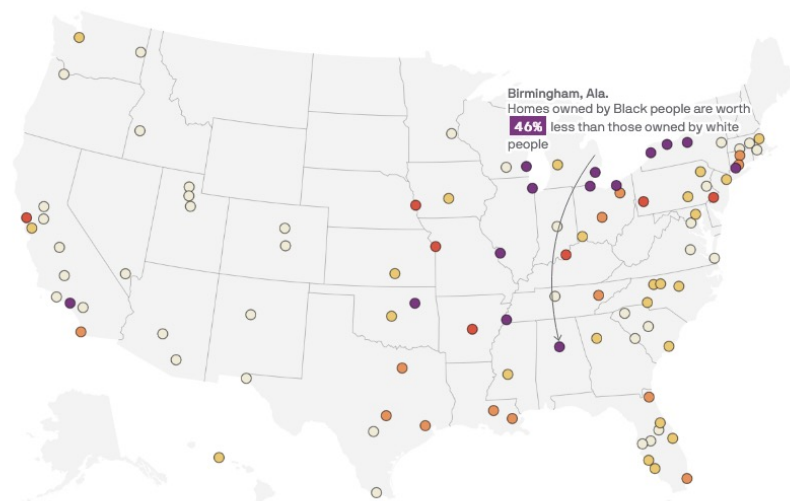 Birmingham, Ala.
Homes owned by Black people are worth
46% less than those owned by white
people